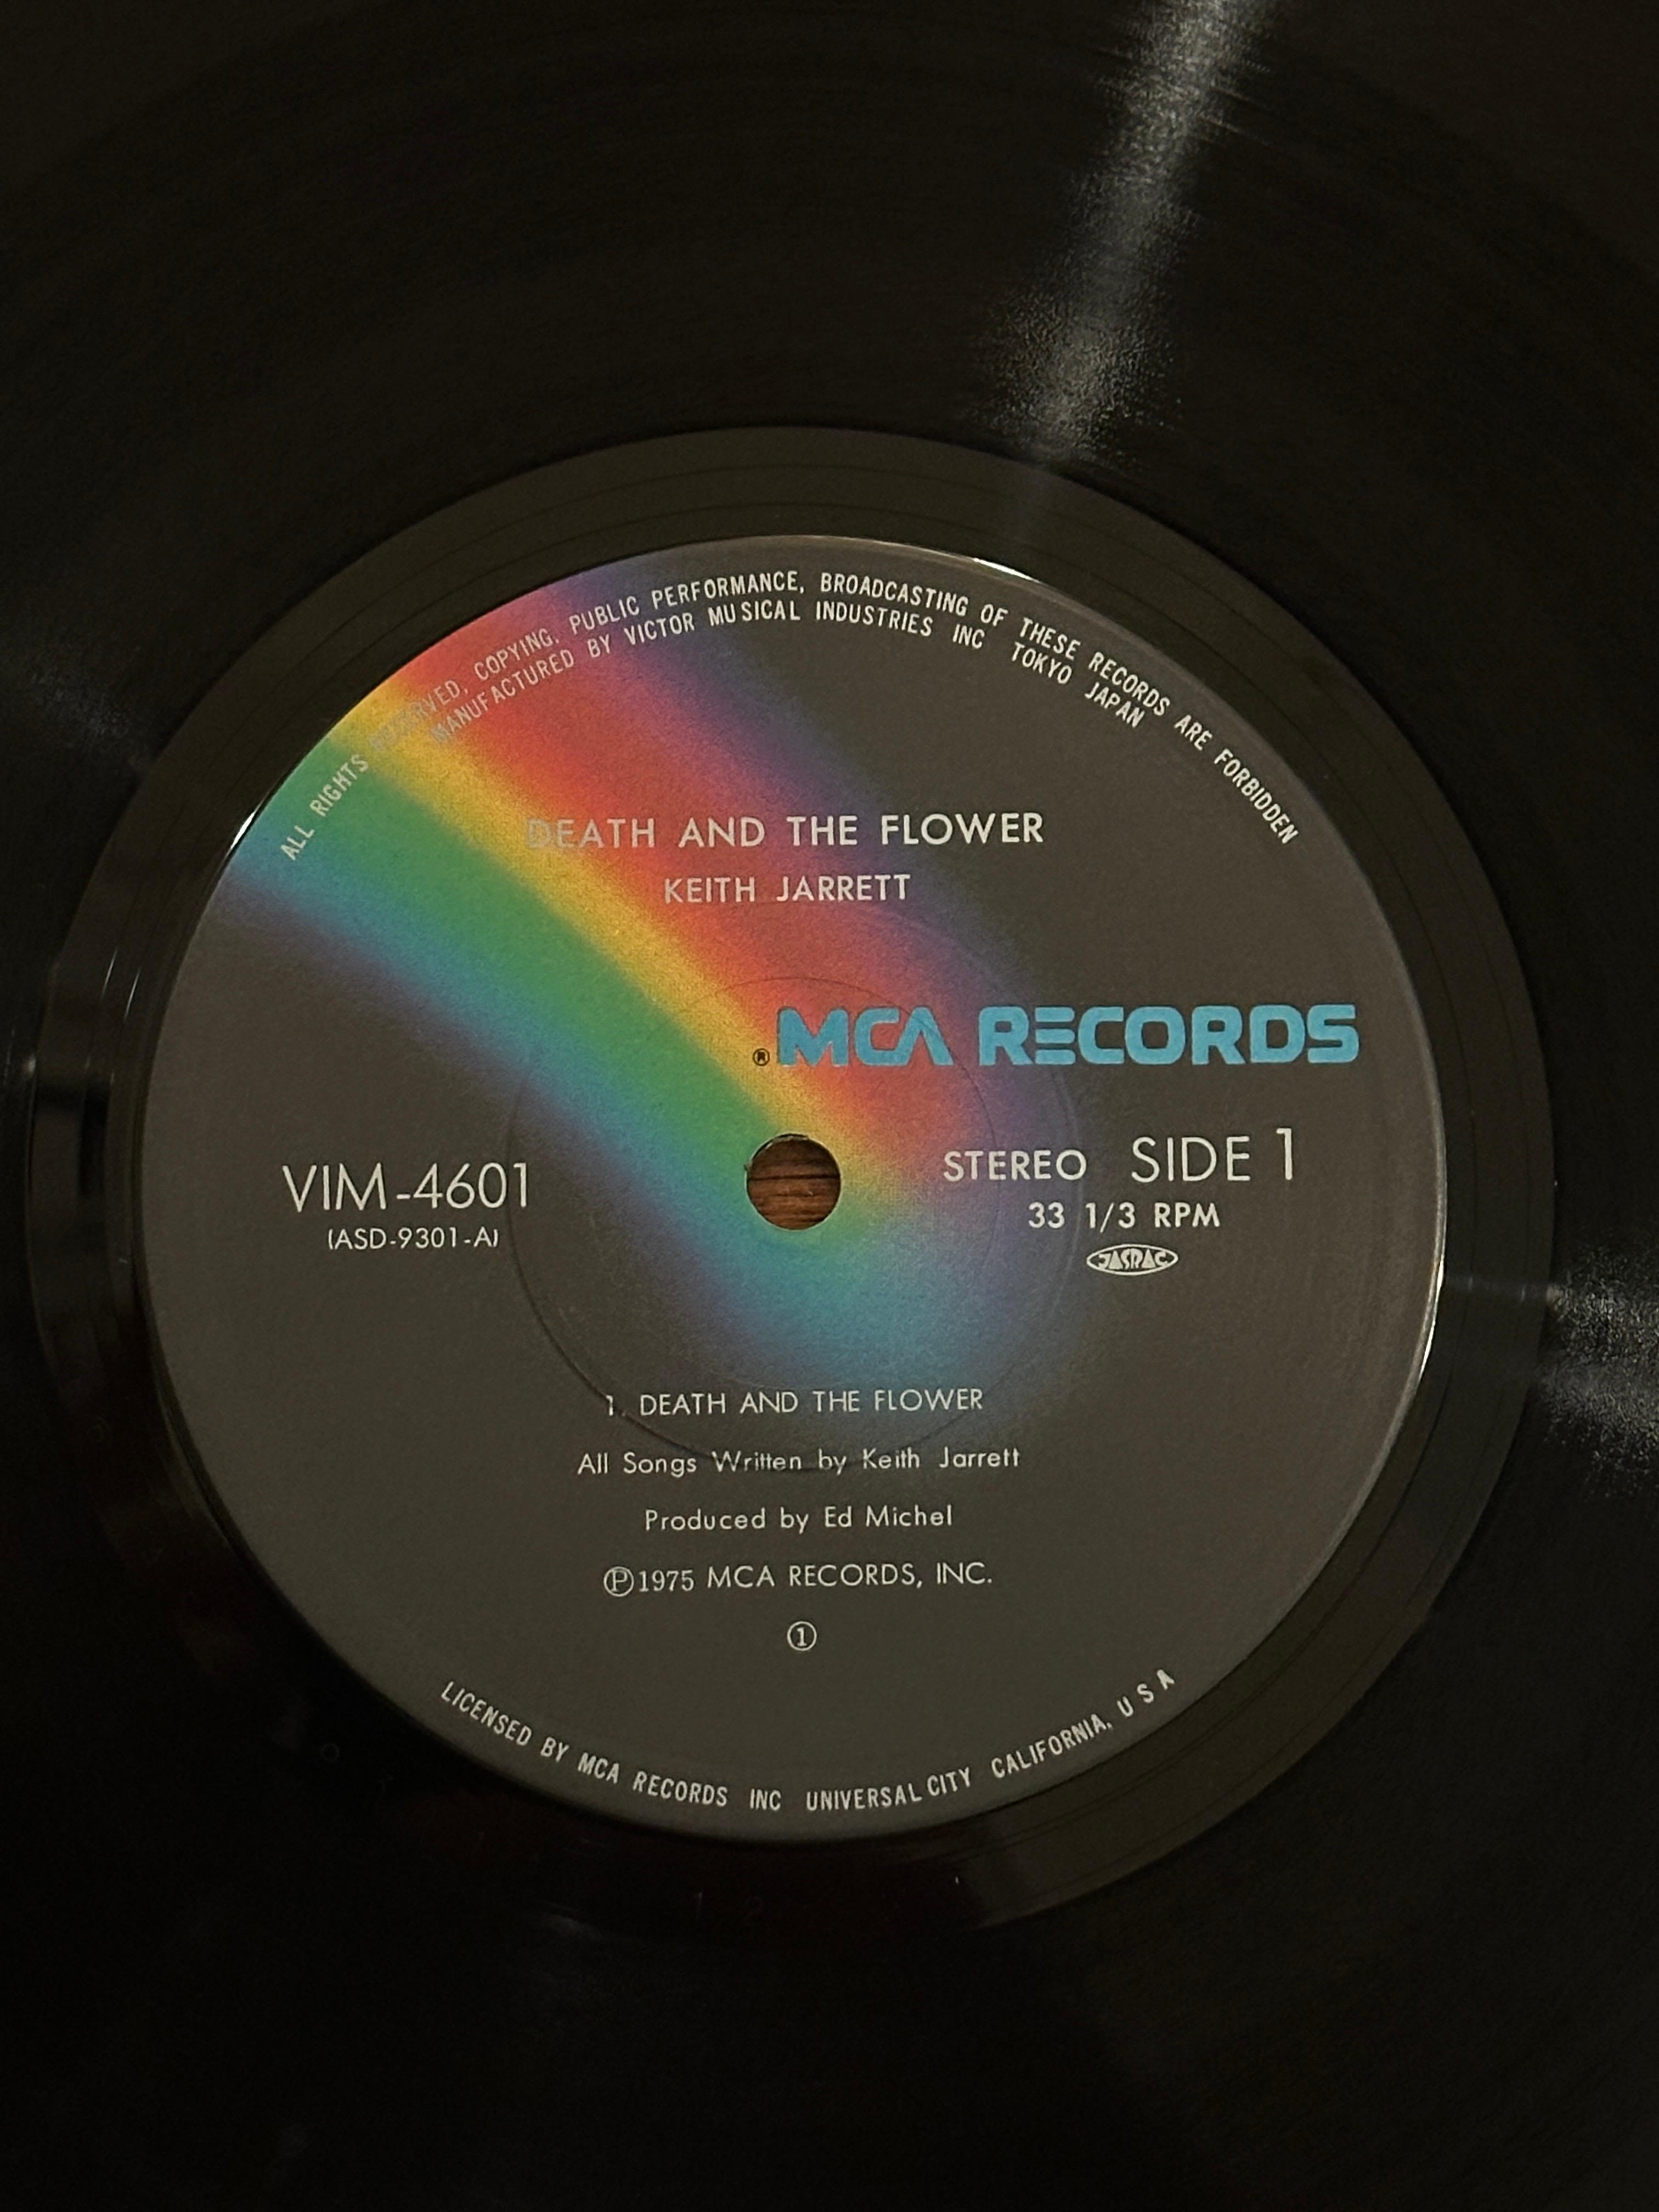 ALL RIGHTS RESERVED, COPYING, PUBLIC PERFORMANCE, BROADCASTING OF THESE RECORDS ARE FORBIDDEN
MANUFACTURED BY VICTOR MUSICAL INDUSTRIES INC TOKYO JAPAN
DEATH AND THE FLOWER
KEITH JARRETT
® MCA RECORDS
VIM-4601
(ASD-9301-A)
STEREO SIDE 1
33 1/3 RPM
JASRAC
1. DEATH AND THE FLOWER
All Songs Written by Keith Jarrett
Produced by Ed Michel
Ⓟ1975 MCA RECORDS, INC.
①
LICENSED BY MCA RECORDS INC UNIVERSAL CITY CALIFORNIA, U S A